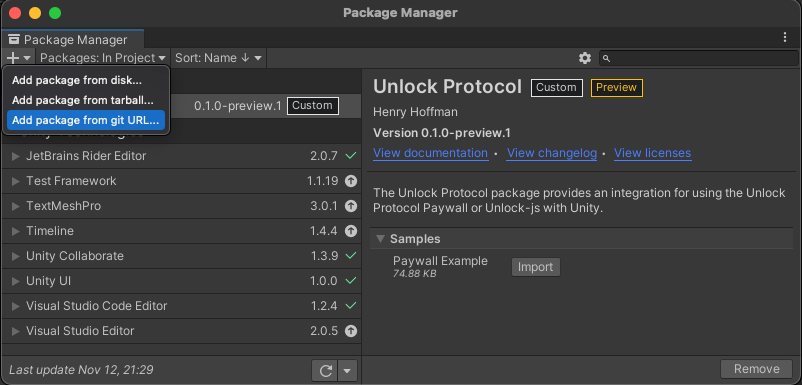 Package Manager
Package Manager
Packages: In Project
Sort: Name ↓
Add package from disk...
Add package from tarball...
Add package from git URL...
0.1.0-preview.1 Custom
JetBrains Rider Editor 2.0.7
Test Framework 1.1.19
TextMeshPro 3.0.1
Timeline 1.4.4
Unity Collaborate 1.3.9
Unity UI 1.0.0
Visual Studio Code Editor 1.2.4
Visual Studio Editor 2.0.5
Last update Nov 12, 21:29
Unlock Protocol Custom Preview
Henry Hoffman
Version 0.1.0-preview.1
View documentation • View changelog • View licenses
The Unlock Protocol package provides an integration for using the Unlock
Protocol Paywall or Unlock-js with Unity.
Samples
Paywall Example
74.88 KB
Import
Remove